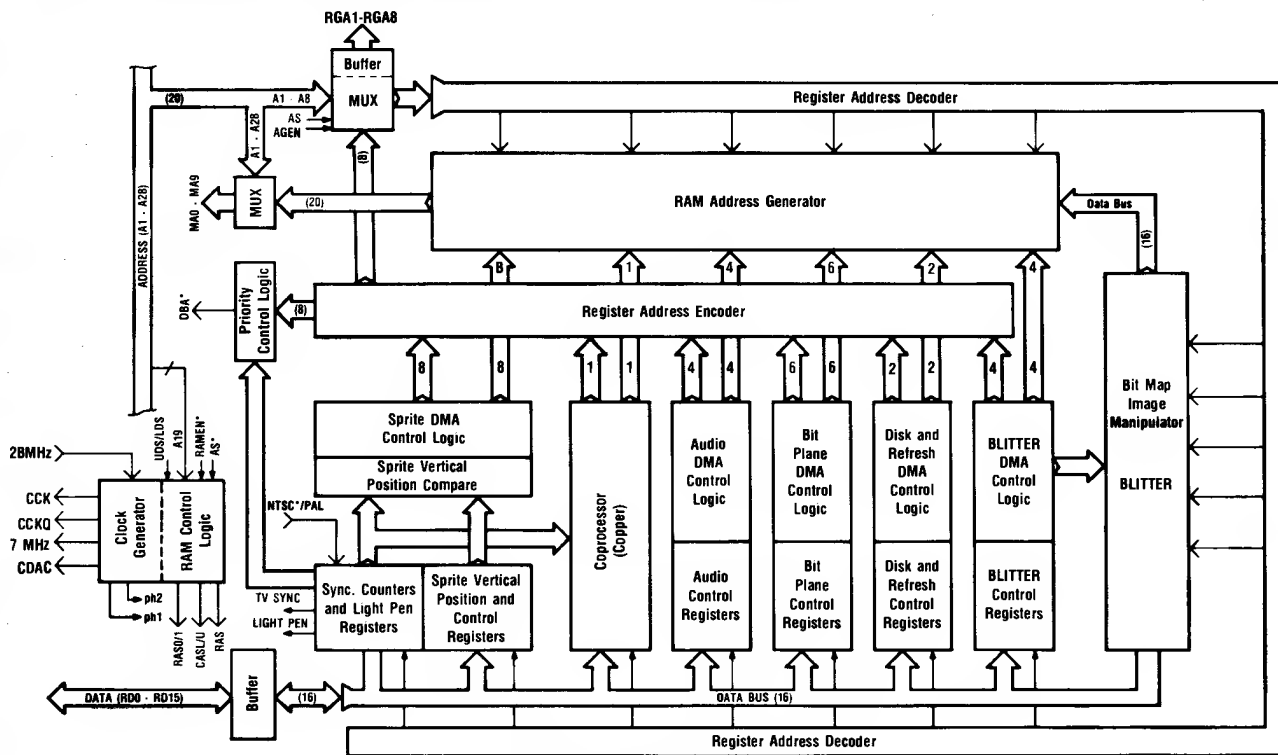 RGA1-RGA8
Buffer
MUX
(20)
A1 - A8
AS
AGEN
Register Address Decoder
A1 - A28
(8)
MUX
MA0 - MA9
(20)
RAM Address Generator
Data Bus
(16)
ADDRESS (A1 - A28)
8
1
4
6
2
4
Priority
Control Logic
DBA*
(8)
Register Address Encoder
8
8
1
1
4
4
6
6
2
2
4
4
Sprite DMA
Control Logic
Sprite Vertical
Position Compare
Coprocessor
(Copper)
Audio
DMA
Control
Logic
Bit
Plane
DMA
Control
Logic
Disk and
Refresh
DMA
Control
Logic
BLITTER
DMA
Control
Logic
Bit Map
Image
Manipulator
BLITTER
UDS/LDS
A19
RAMEN*
AS*
28MHz
CCK
CCKQ
7 MHz
CDAC
Clock
Generator
RAM Control
Logic
ph2
ph1
RAS0/1
CASL/U
RAS
NTSC*/PAL
TV SYNC
LIGHT PEN
Sync. Counters
and Light Pen
Registers
Sprite Vertical
Position and
Control
Registers
Audio
Control
Registers
Bit
Plane
Control
Registers
Disk and
Refresh
Control
Registers
BLITTER
Control
Registers
DATA (RD0 - RD15)
Buffer
(16)
DATA BUS (16)
Register Address Decoder